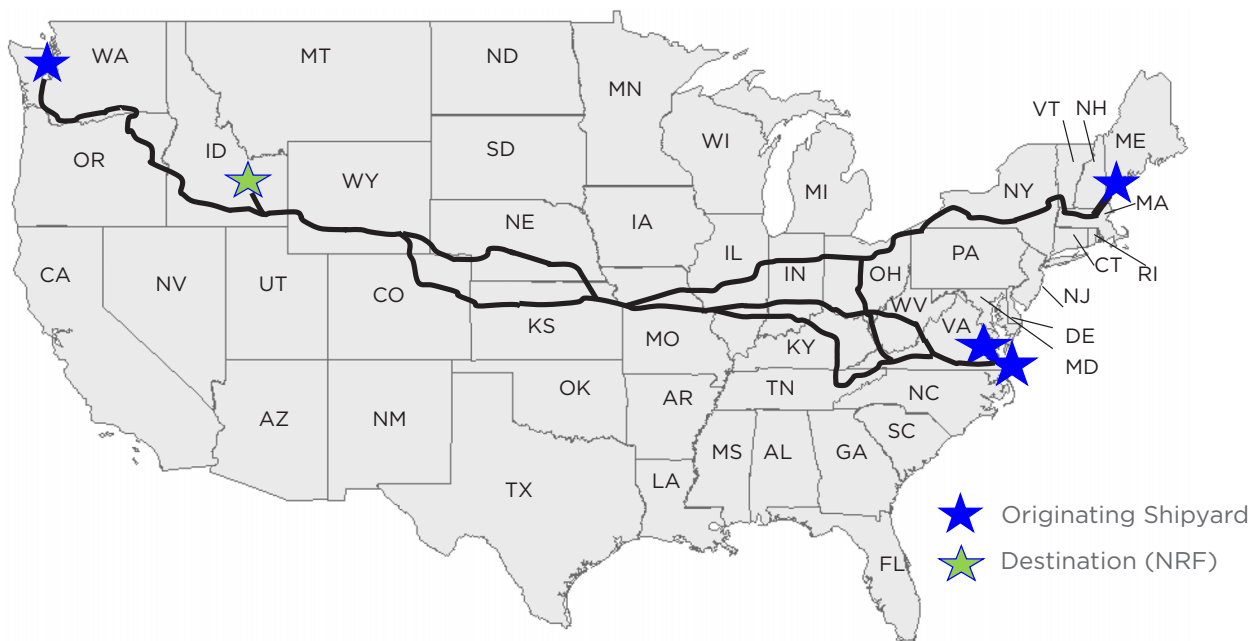 WA
MT
ND
MN
VT
NH
ME
OR
ID
SD
WI
WY
MI
NY
MA
IA
NE
PA
CT
RI
CA
NV
UT
CO
IL
IN
OH
WV
NJ
KS
MO
KY
VA
DE
MD
OK
AR
TN
NC
AZ
NM
SC
MS
AL
GA
TX
LA
FL
Originating Shipyard
Destination (NRF)